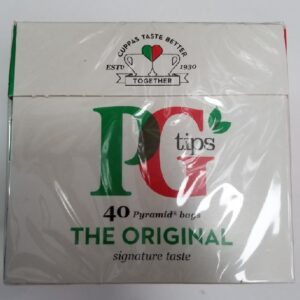 CUPPAS TASTE BETTER
ESTD 1930
TOGETHER
PG tips
40 Pyramid® bags
THE ORIGINAL
signature taste